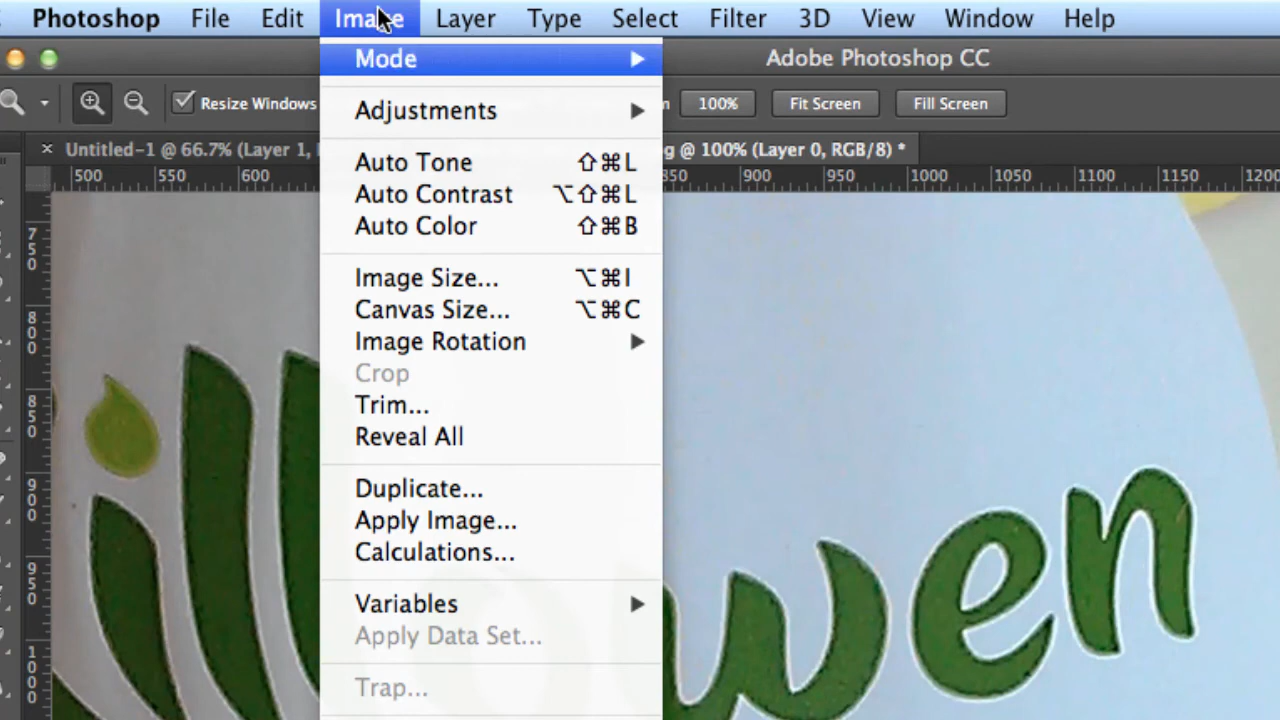 Photoshop File Edit Image Layer Type Select Filter 3D View Window Help
Adobe Photoshop CC
Resize Windows 100% Fit Screen Fill Screen
× Untitled-1 @ 66.7% (Layer 1, g @ 100% (Layer 0, RGB/8) *
500 550 600 850 900 950 1000 1050 1100 1150 1200
750
800
850
900
950
1000
Mode
Adjustments
Auto Tone ⇧⌘L
Auto Contrast ⌥⇧⌘L
Auto Color ⇧⌘B
Image Size... ⌥⌘I
Canvas Size... ⌥⌘C
Image Rotation
Crop
Trim...
Reveal All
Duplicate...
Apply Image...
Calculations...
Variables
Apply Data Set...
Trap...
wen